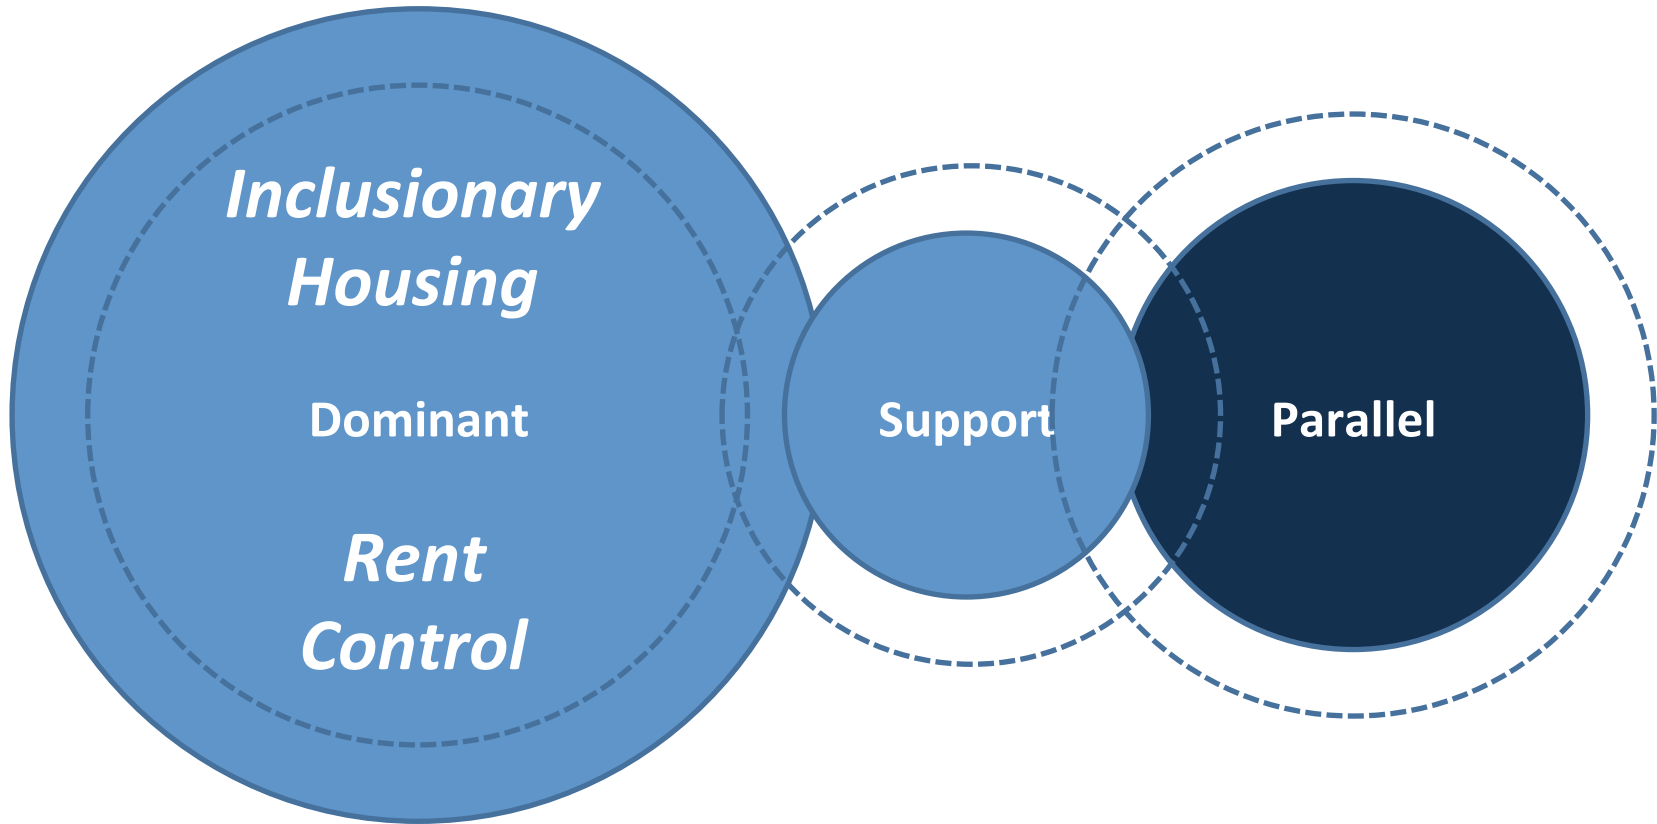 Inclusionary
Housing
Dominant
Rent
Control
Support
Parallel